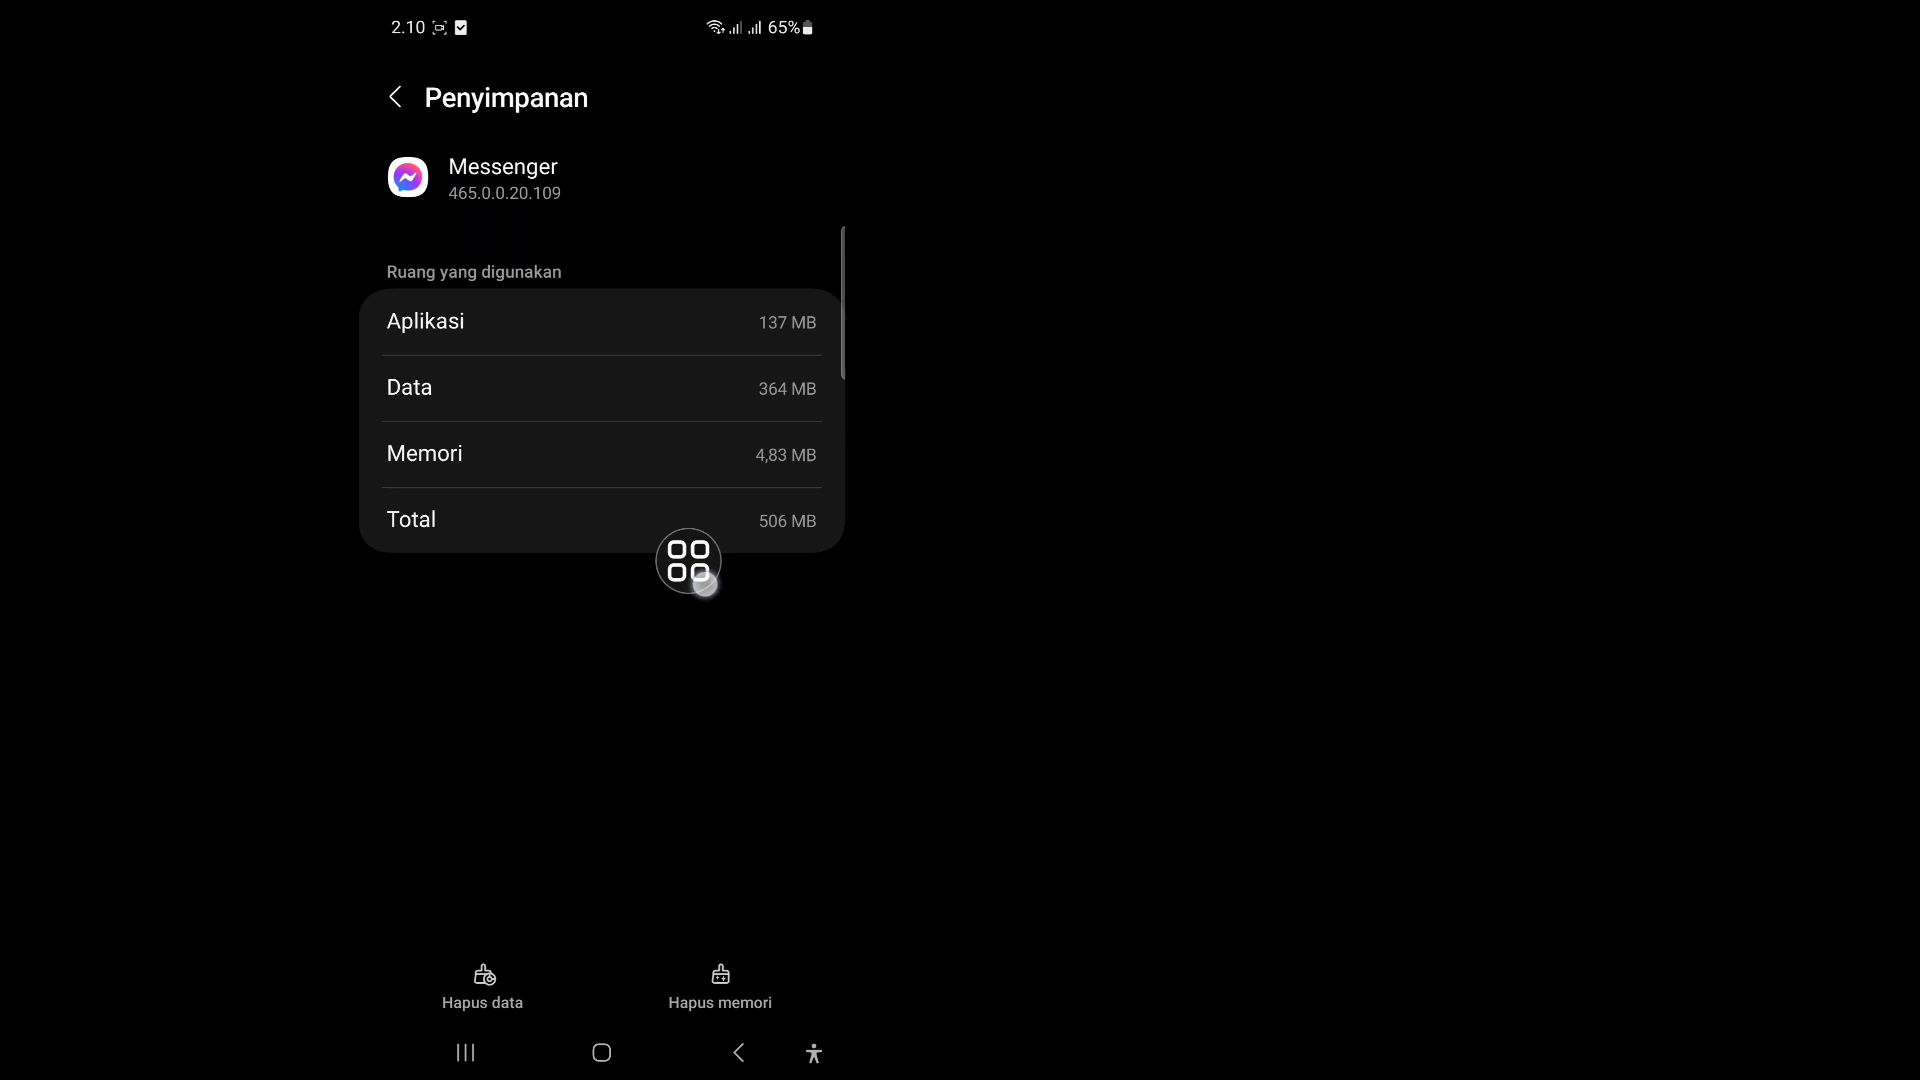 2.10 65%
Penyimpanan
Messenger
465.0.0.20.109
Ruang yang digunakan
Aplikasi 137 MB
Data 364 MB
Memori 4,83 MB
Total 506 MB
Hapus data Hapus memori